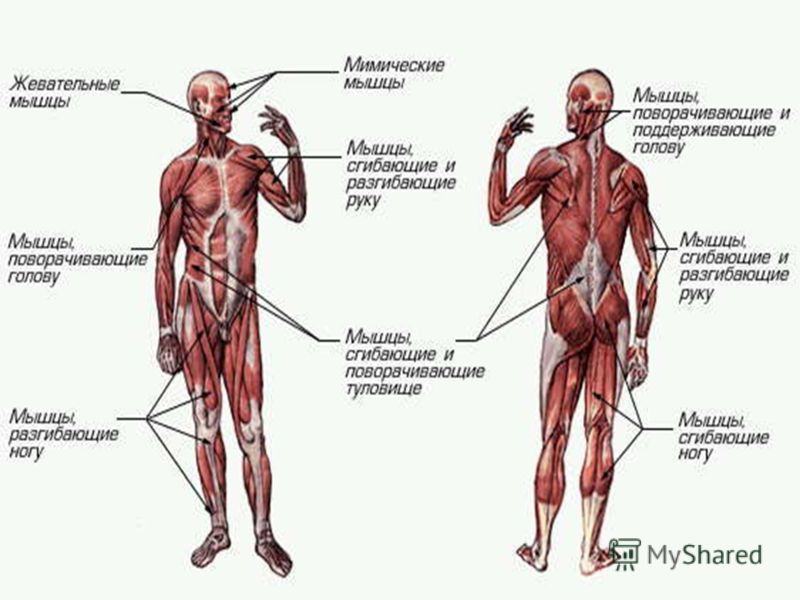 Жевательные
мышцы
Мимические
мышцы
Мышцы,
сгибающие и
разгибающие
руку
Мышцы,
поворачивающие и
поддерживающие
голову
Мышцы,
поворачивающие
голову
Мышцы,
сгибающие и
разгибающие
руку
Мышцы,
сгибающие и
поворачивающие
туловище
Мышцы,
разгибающие
ногу
Мышцы,
сгибающие
ногу
MyShared